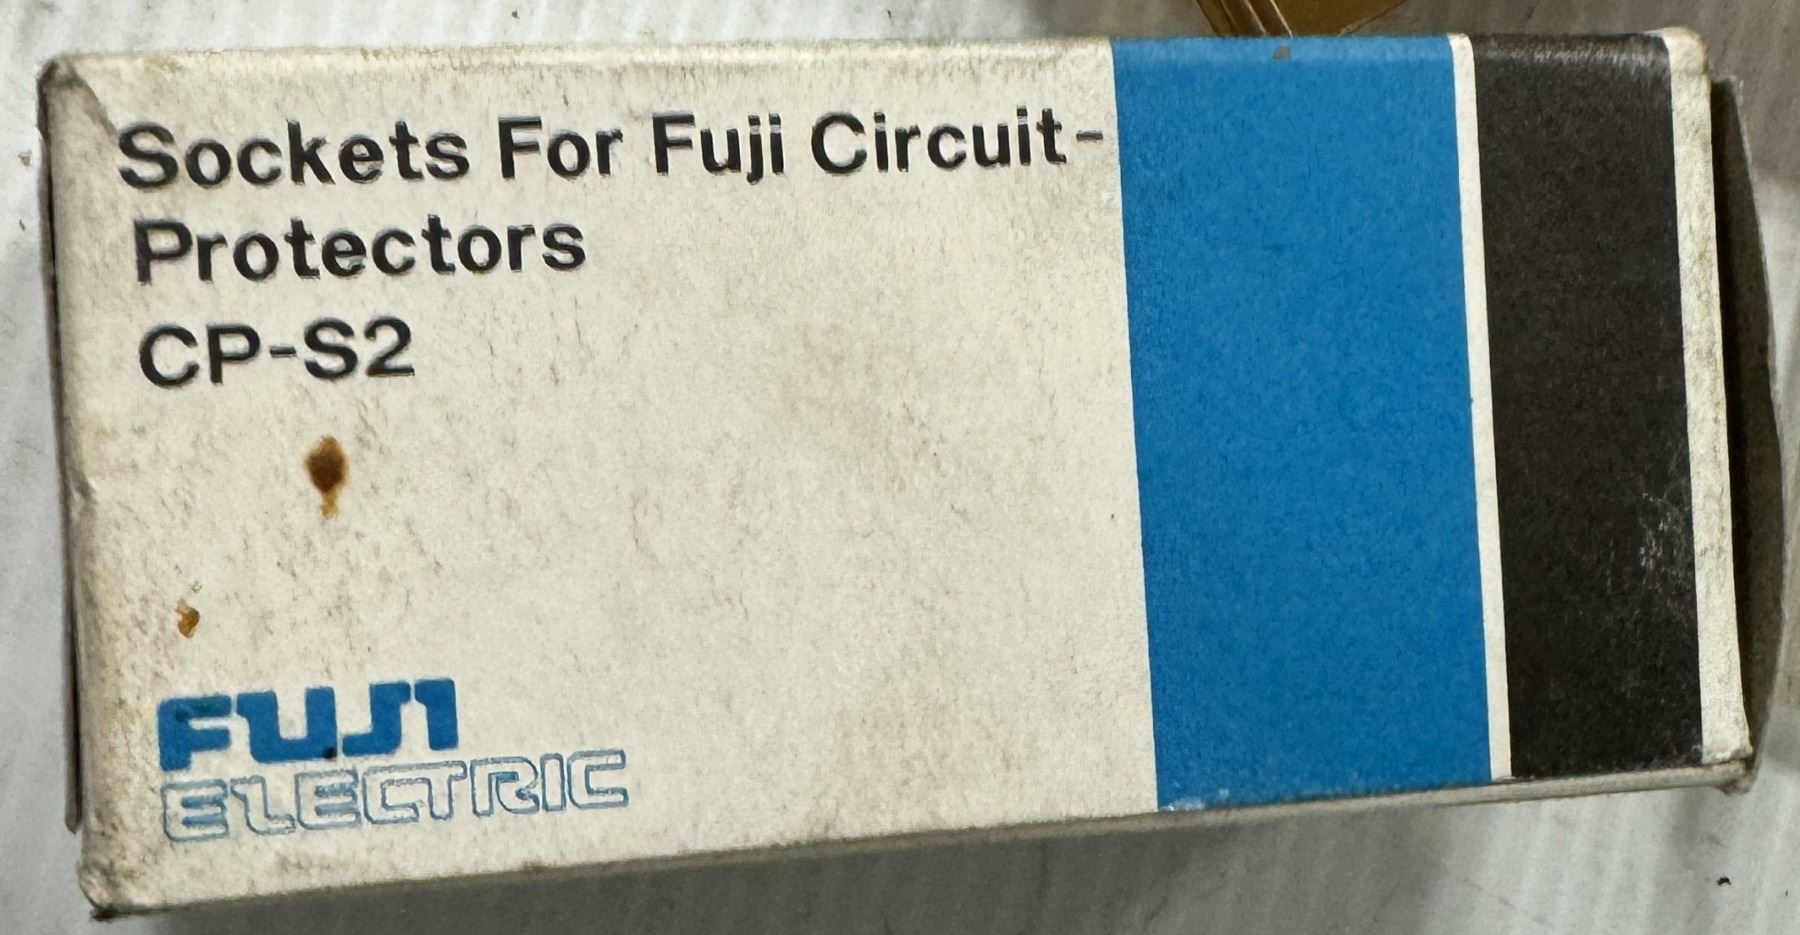 Sockets For Fuji Circuit-
Protectors
CP-S2
FUJI
ELECTRIC